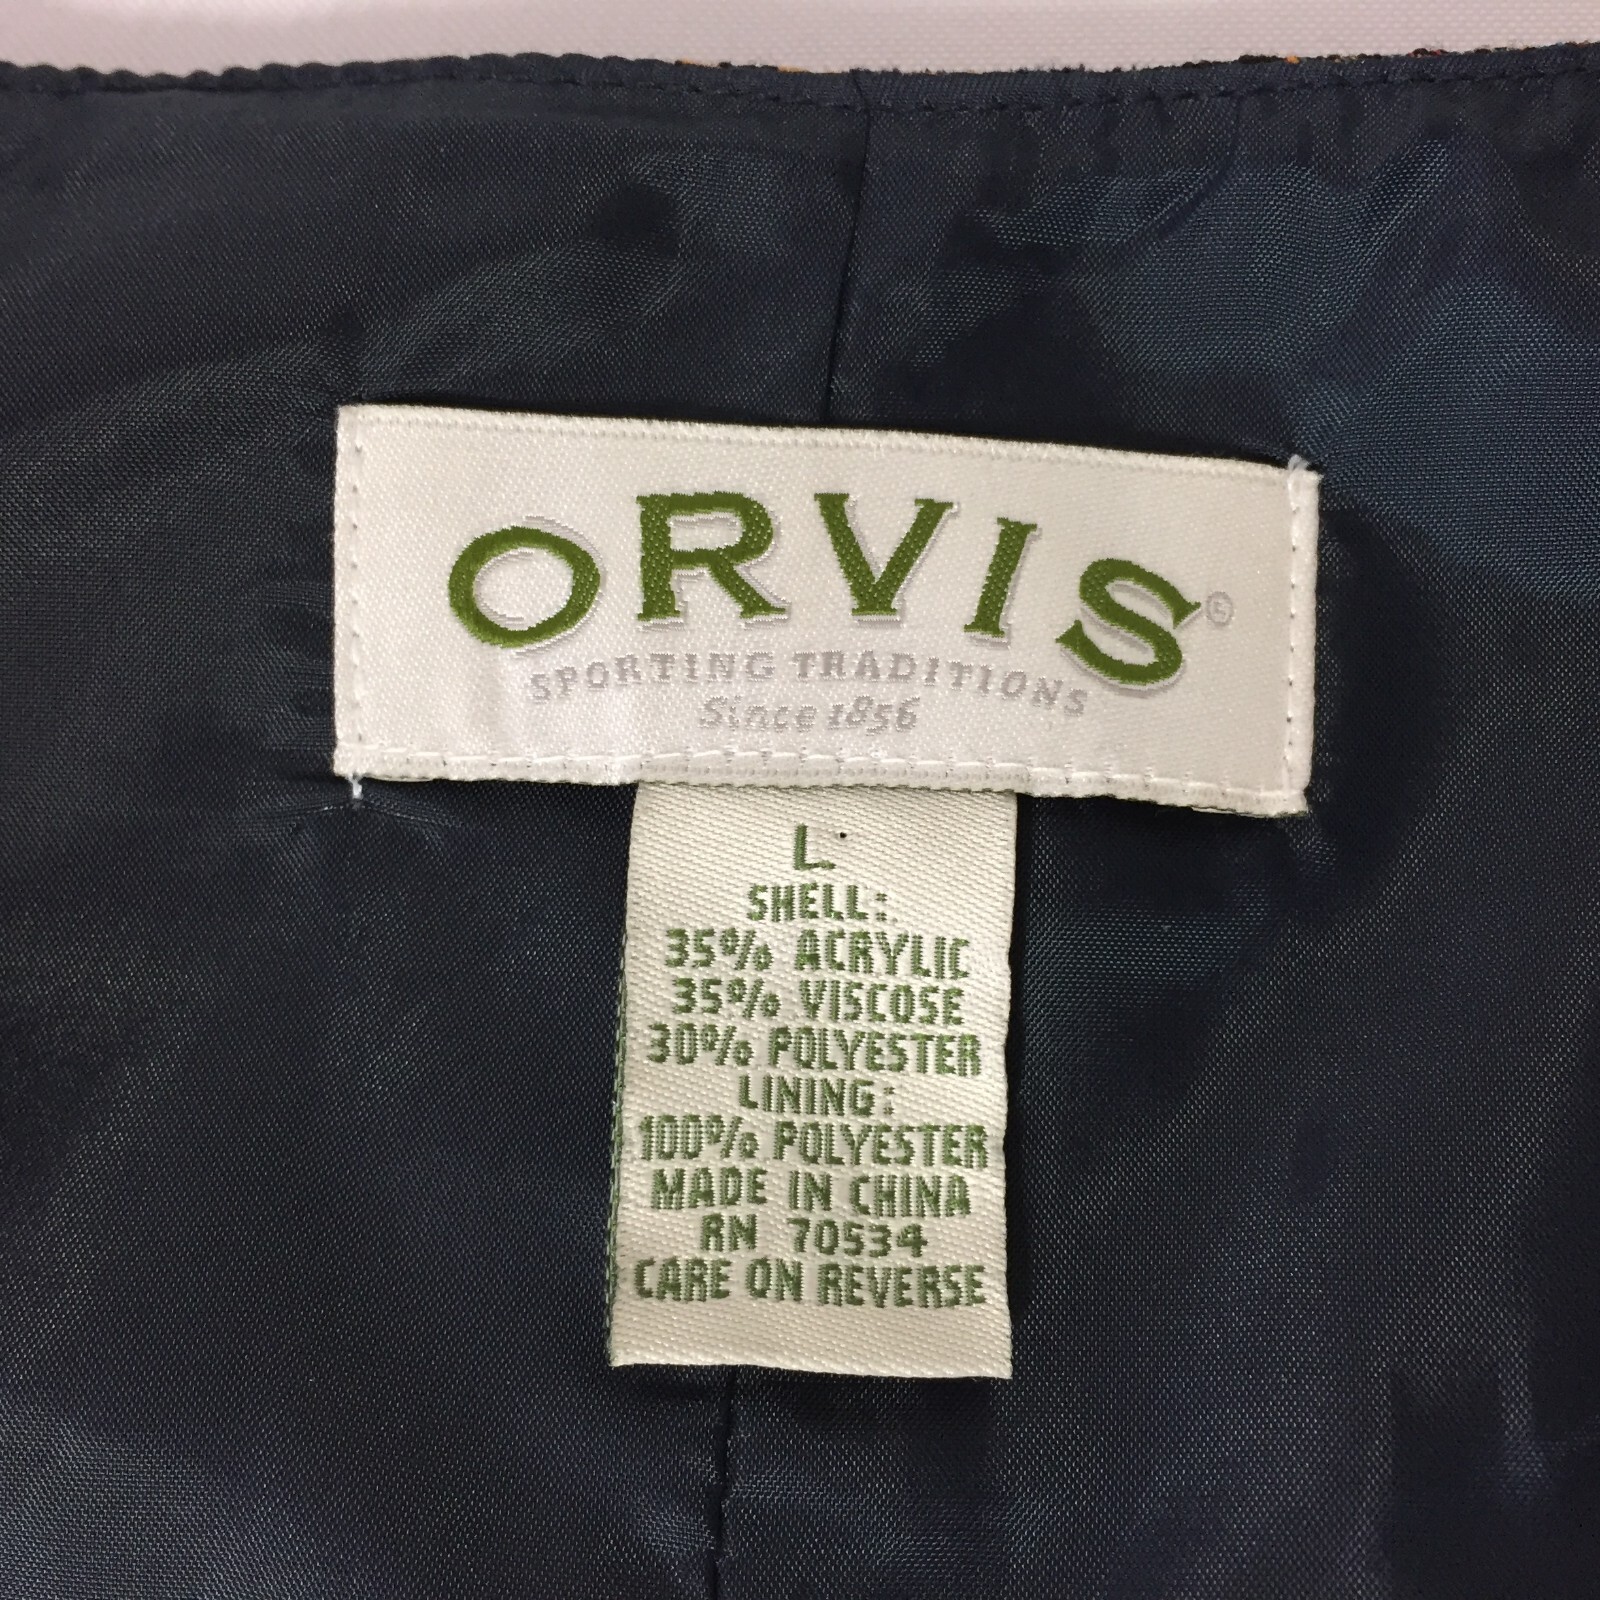 ORVIS®
SPORTING TRADITIONS
Since 1856
L
SHELL:
35% ACRYLIC
35% VISCOSE
30% POLYESTER
LINING:
100% POLYESTER
MADE IN CHINA
RN 70534
CARE ON REVERSE